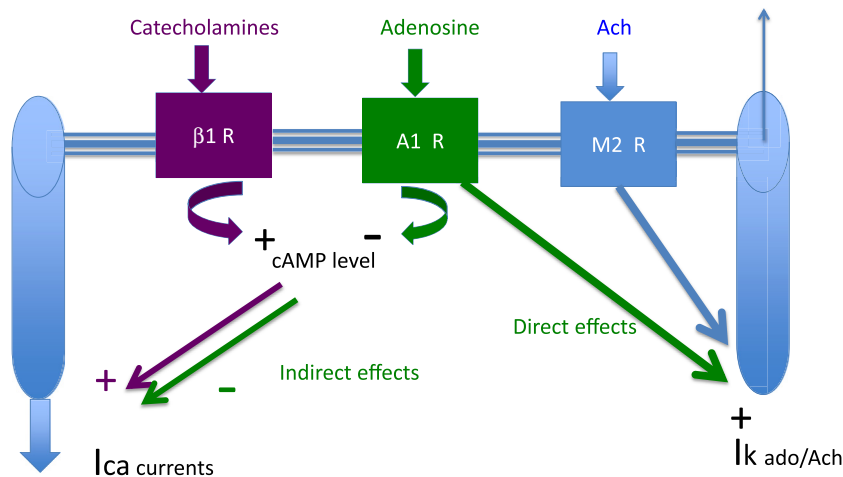 Catecholamines Adenosine Ach
β1 R A1 R M2 R
+ -
cAMP level
Direct effects
+ - Indirect effects
+
Ica currents
Ik ado/Ach